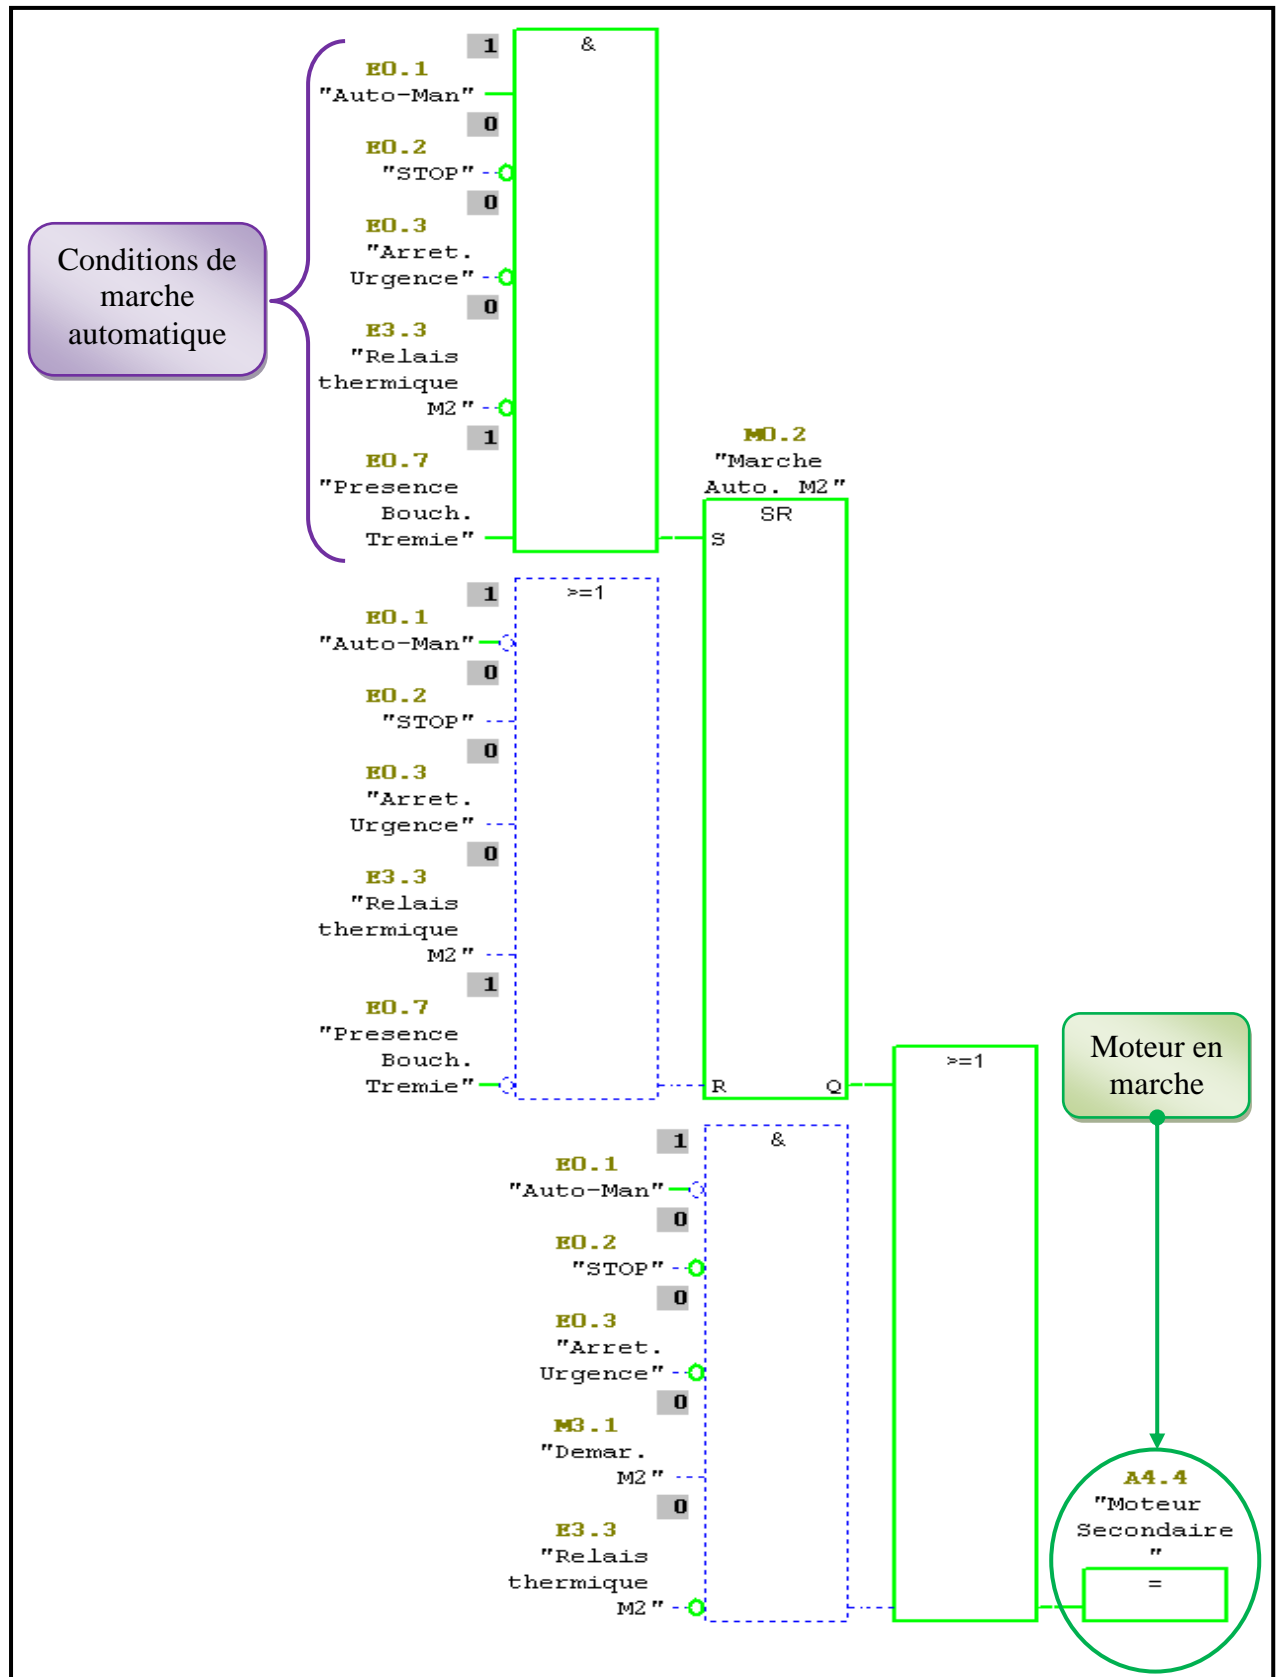 1
&
E0.1
"Auto-Man"
0
E0.2
"STOP"
0
E0.3
"Arret.
Urgence"
0
E3.3
"Relais
thermique
M2"
1
E0.7
"Presence
Bouch.
Tremie"
Conditions de
marche
automatique
M0.2
"Marche
Auto. M2"
SR
S
1
>=1
E0.1
"Auto-Man"
0
E0.2
"STOP"
0
E0.3
"Arret.
Urgence"
0
E3.3
"Relais
thermique
M2"
1
E0.7
"Presence
Bouch.
Tremie"
R Q
>=1
Moteur en
marche
1
&
E0.1
"Auto-Man"
0
E0.2
"STOP"
0
E0.3
"Arret.
Urgence"
0
M3.1
"Demar.
M2"
0
E3.3
"Relais
thermique
M2"
A4.4
"Moteur
Secondaire
"
=